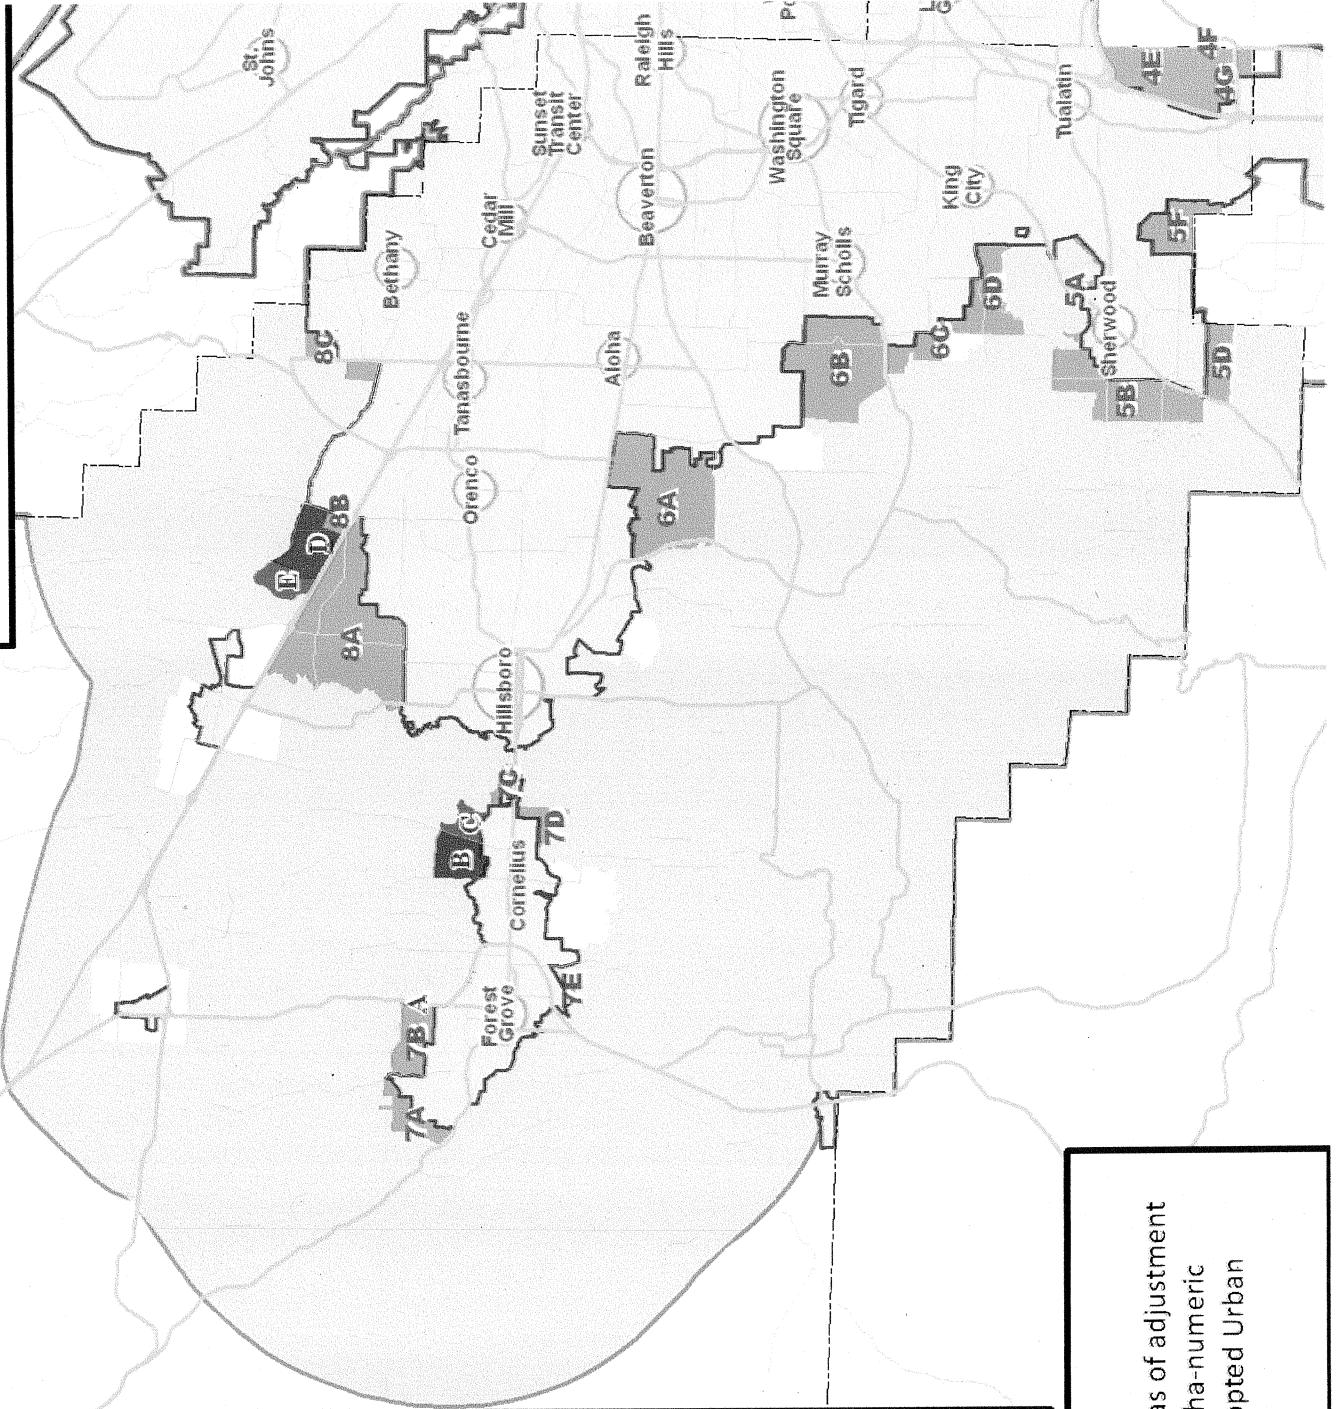 St.
Johns
Raleigh
Hills
Sunset
Transit
Center
Washington
Square
Tigard
Tualatin
4E
4F
4G
Cedar
Mill
Beaverton
King
City
Bethany
Murray
Scholls
5F
8C
Tanasbourne
Aloha
6B
6C
6D
5A
Sherwood
5B
5D
Orenco
6A
8B
D
E
8A
Hillsboro
7C
C
B
7D
Cornelius
A
7B
Forest
Grove
7E
7A
as of adjustment
ha-numeric
opted Urban